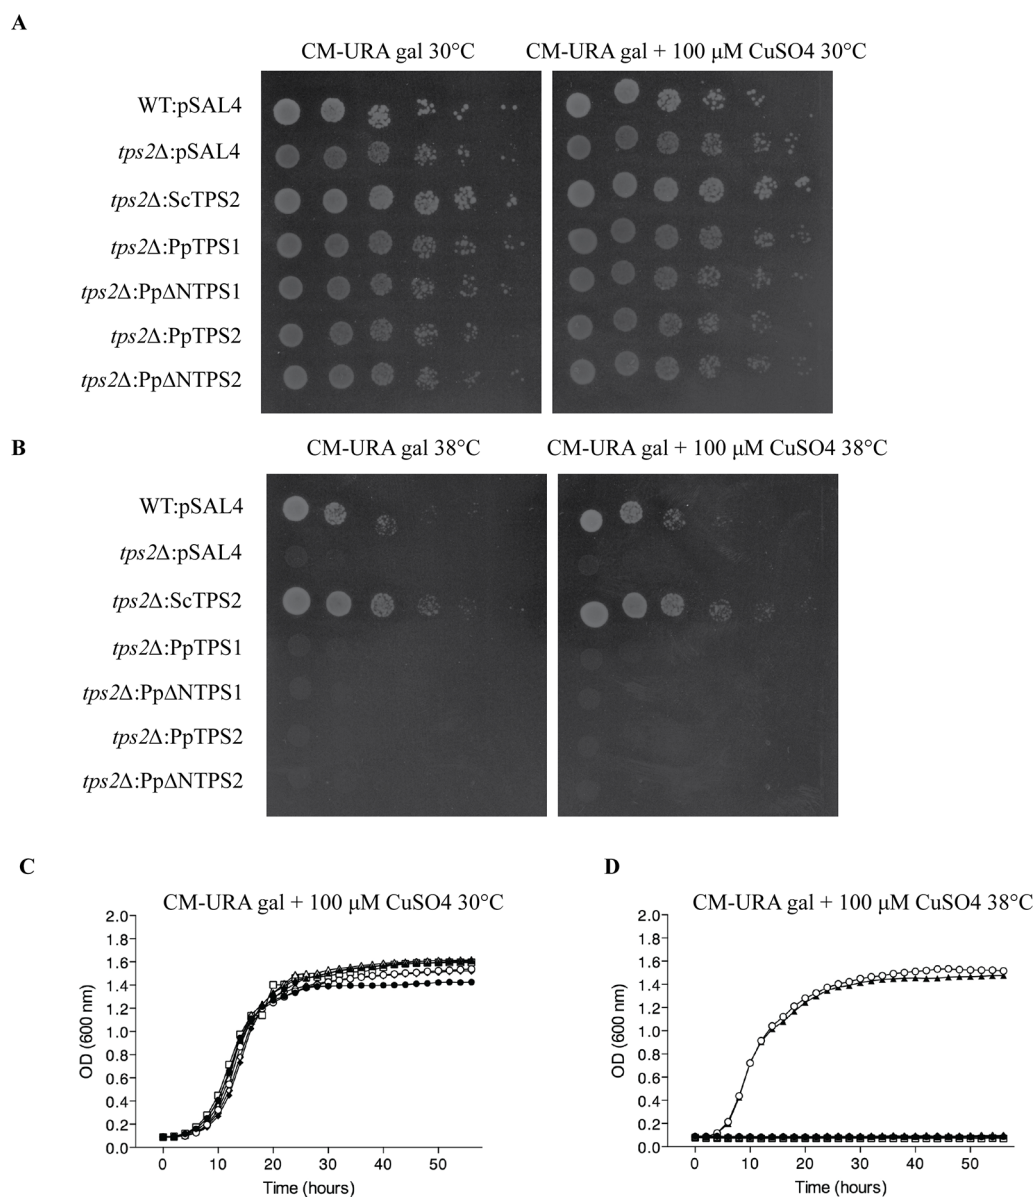 A
CM-URA gal 30°C
CM-URA gal + 100 μM CuSO4 30°C
WT:pSAL4
tps2Δ:pSAL4
tps2Δ:ScTPS2
tps2Δ:PpTPS1
tps2Δ:PpΔNTPS1
tps2Δ:PpTPS2
tps2Δ:PpΔNTPS2
B
CM-URA gal 38°C
CM-URA gal + 100 μM CuSO4 38°C
WT:pSAL4
tps2Δ:pSAL4
tps2Δ:ScTPS2
tps2Δ:PpTPS1
tps2Δ:PpΔNTPS1
tps2Δ:PpTPS2
tps2Δ:PpΔNTPS2
C
CM-URA gal + 100 μM CuSO4 30°C
2.0
1.8
1.6
1.4
1.2
1.0
0.8
0.6
0.4
0.2
0.0
OD (600 nm)
0 10 20 30 40 50
Time (hours)
D
CM-URA gal + 100 μM CuSO4 38°C
2.0
1.8
1.6
1.4
1.2
1.0
0.8
0.6
0.4
0.2
0.0
OD (600 nm)
0 10 20 30 40 50
Time (hours)